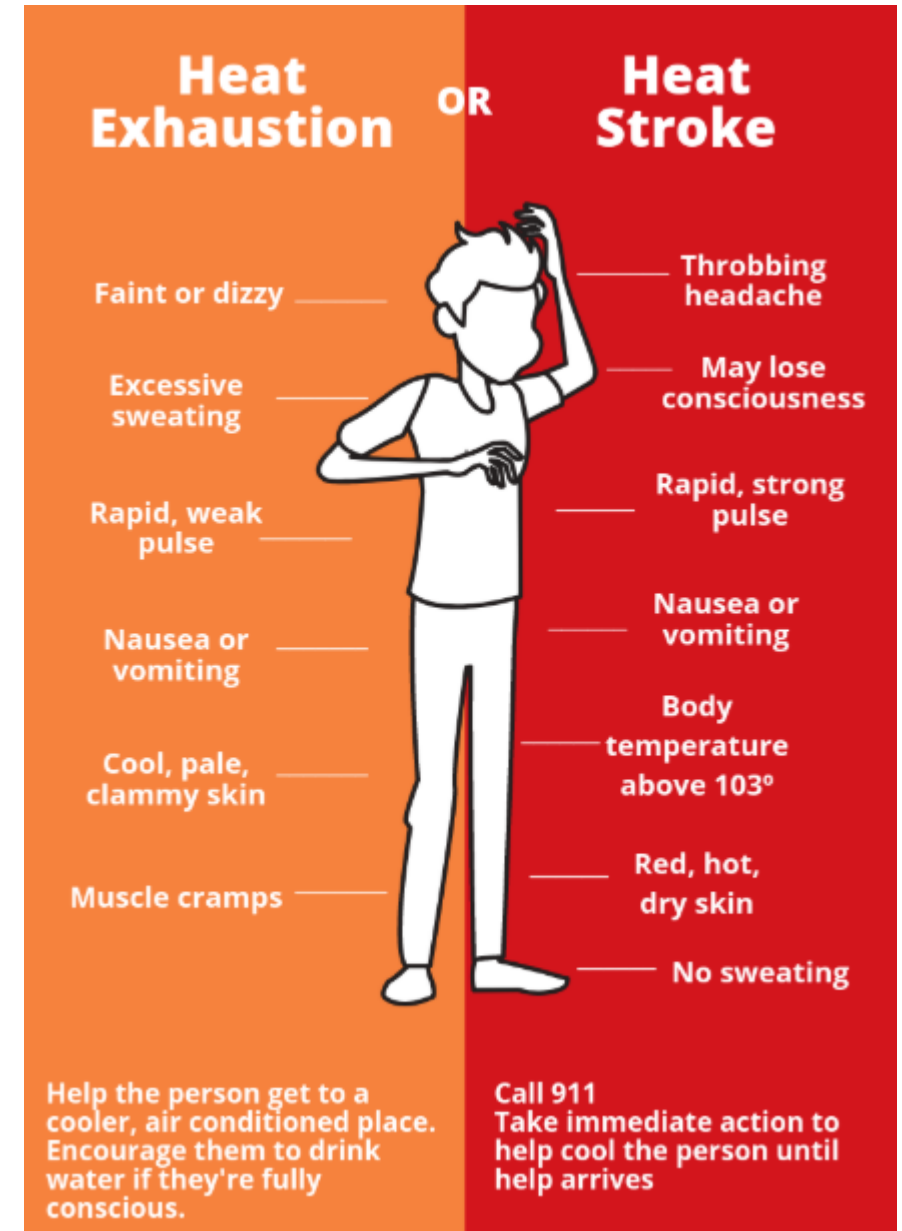 Heat
Exhaustion
OR
Heat
Stroke
Faint or dizzy
Excessive
sweating
Rapid, weak
pulse
Nausea or
vomiting
Cool, pale,
clammy skin
Muscle cramps
Help the person get to a
cooler, air conditioned place.
Encourage them to drink
water if they're fully
conscious.
Throbbing
headache
May lose
consciousness
Rapid, strong
pulse
Nausea or
vomiting
Body
temperature
above 103º
Red, hot,
dry skin
No sweating
Call 911
Take immediate action to
help cool the person until
help arrives